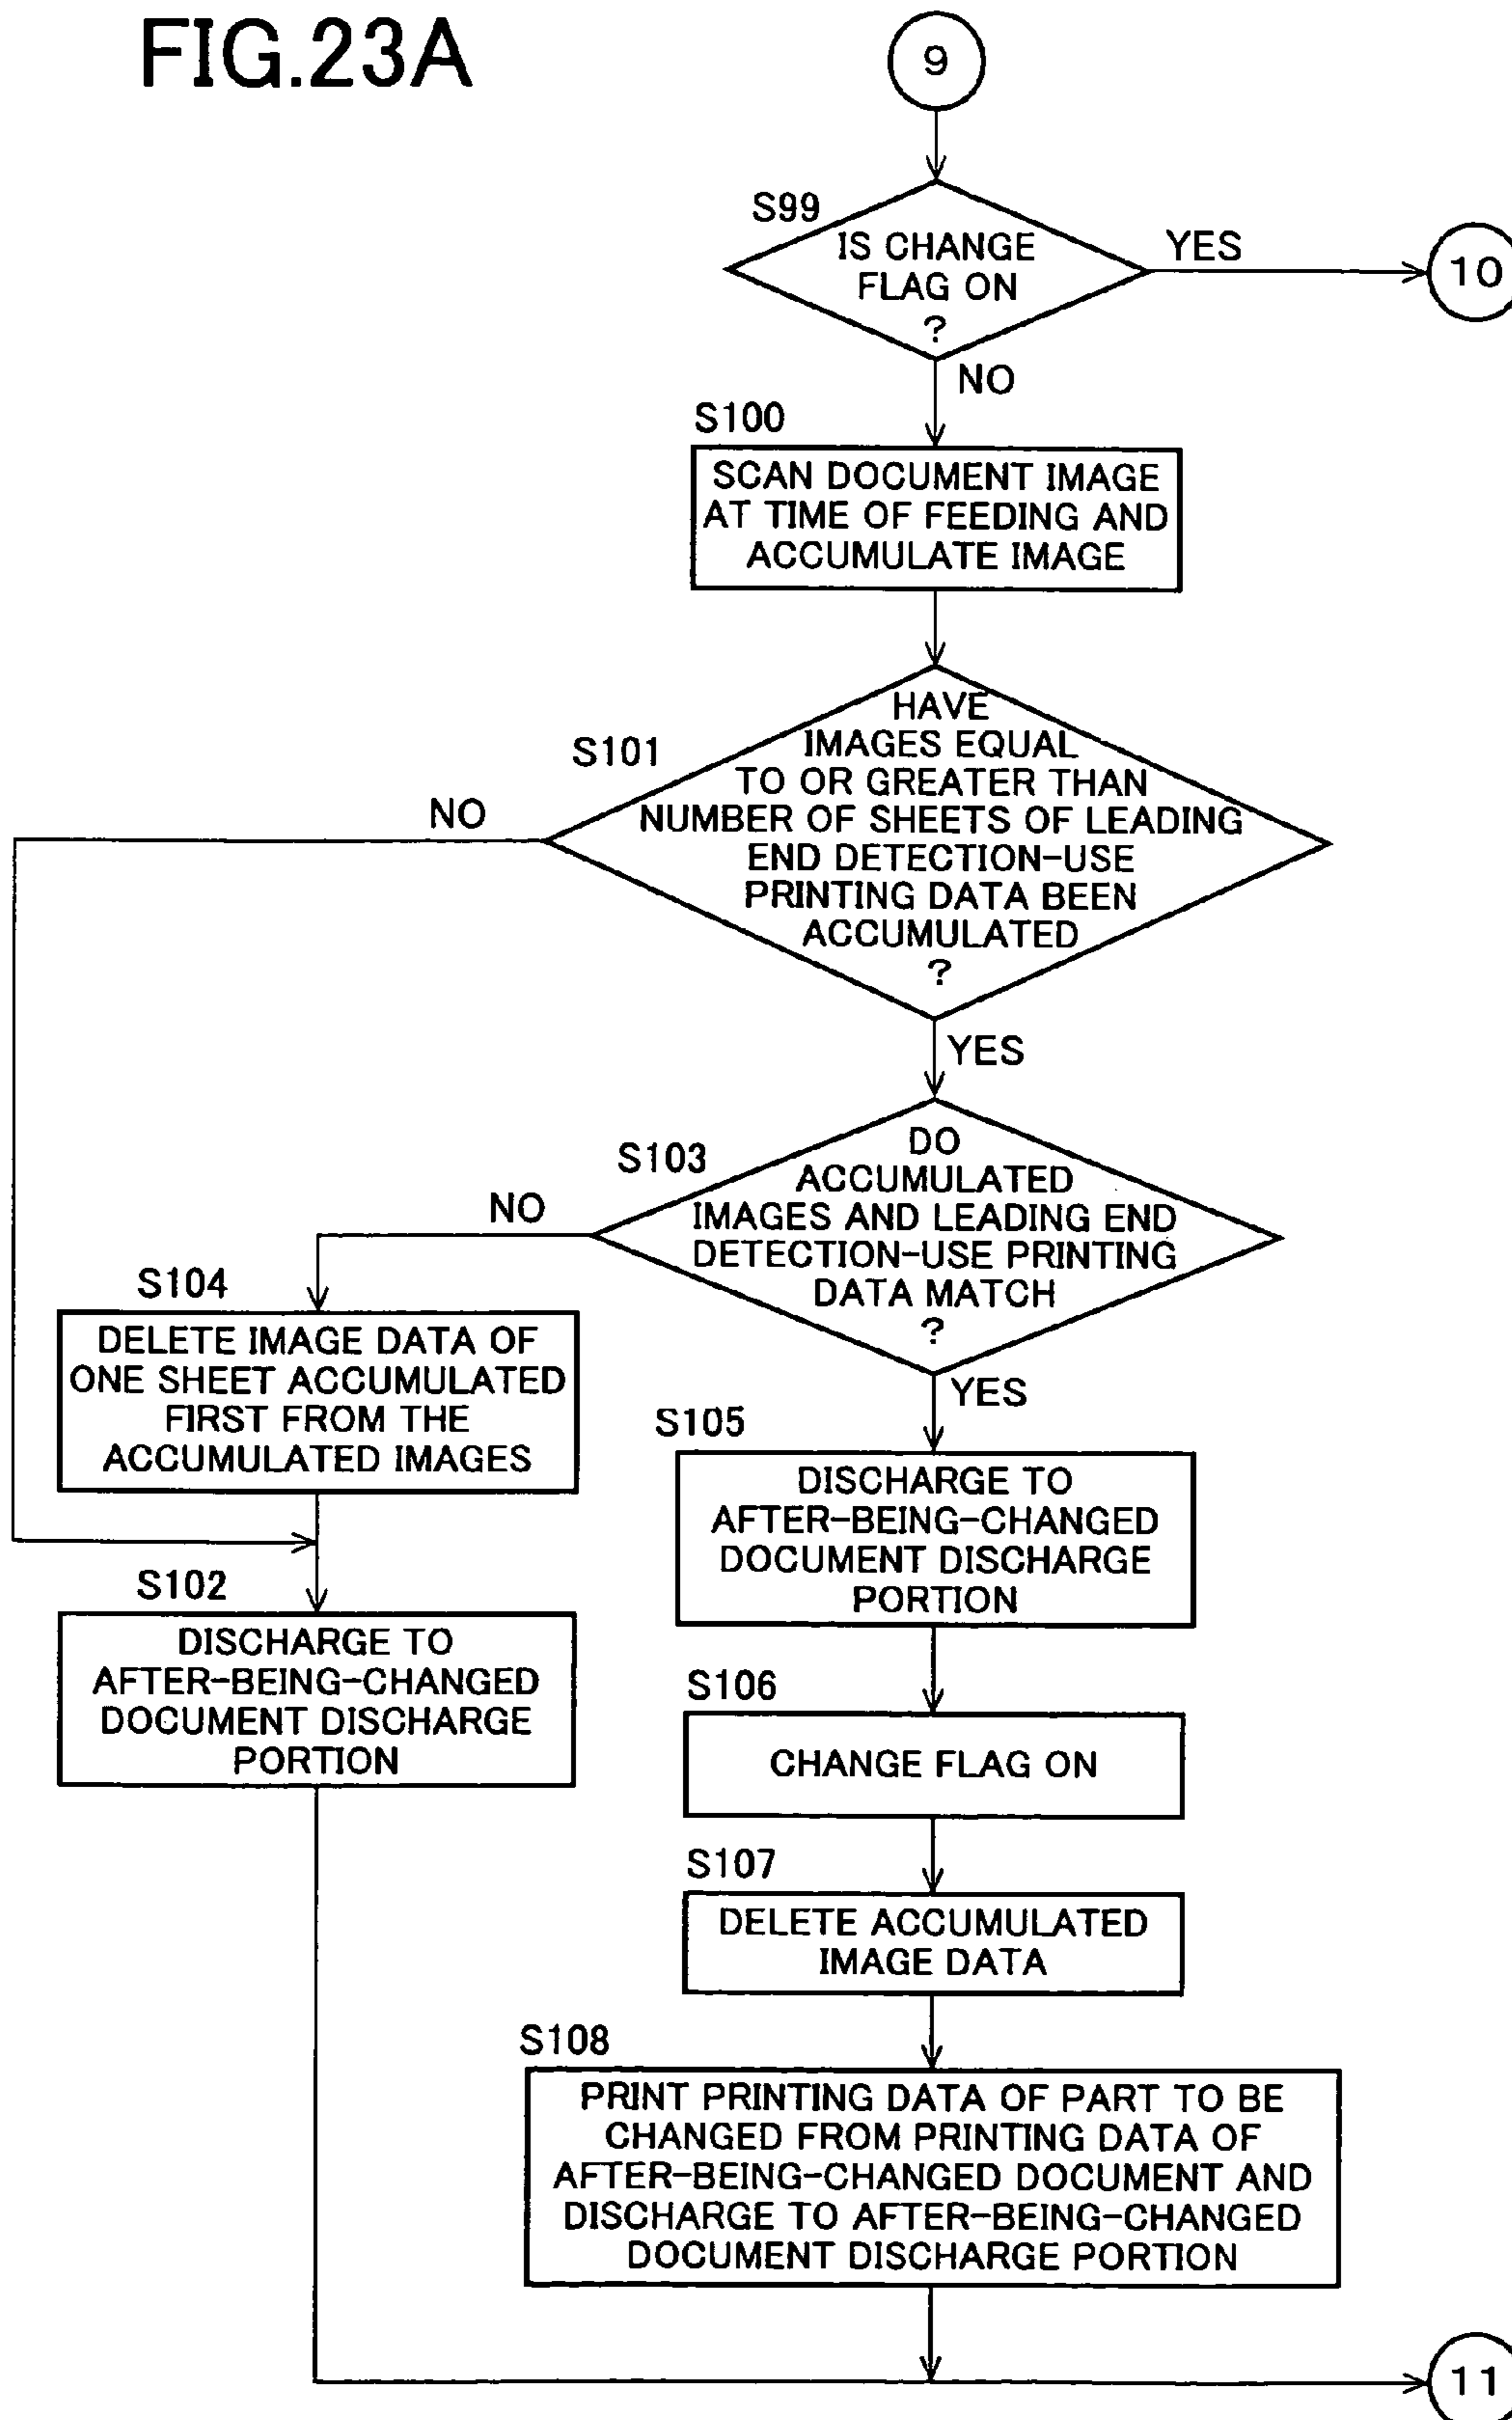 FIG.23A
9
S99
IS CHANGE
FLAG ON
?
YES
10
NO
S100
SCAN DOCUMENT IMAGE
AT TIME OF FEEDING AND
ACCUMULATE IMAGE
S101
HAVE
IMAGES EQUAL
TO OR GREATER THAN
NUMBER OF SHEETS OF LEADING
END DETECTION-USE
PRINTING DATA BEEN
ACCUMULATED
?
NO
YES
S103
DO
ACCUMULATED
IMAGES AND LEADING END
DETECTION-USE PRINTING
DATA MATCH
?
NO
YES
S104
DELETE IMAGE DATA OF
ONE SHEET ACCUMULATED
FIRST FROM THE
ACCUMULATED IMAGES
S102
DISCHARGE TO
AFTER-BEING-CHANGED
DOCUMENT DISCHARGE
PORTION
S105
DISCHARGE TO
AFTER-BEING-CHANGED
DOCUMENT DISCHARGE
PORTION
S106
CHANGE FLAG ON
S107
DELETE ACCUMULATED
IMAGE DATA
S108
PRINT PRINTING DATA OF PART TO BE
CHANGED FROM PRINTING DATA OF
AFTER-BEING-CHANGED DOCUMENT AND
DISCHARGE TO AFTER-BEING-CHANGED
DOCUMENT DISCHARGE PORTION
11